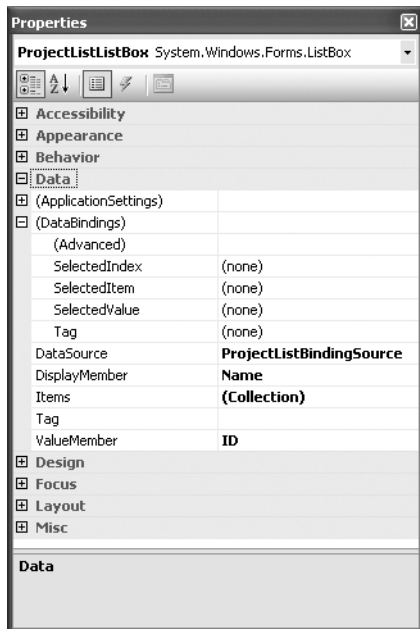 Properties
ProjectListListBox System.Windows.Forms.ListBox
Accessibility
Appearance
Behavior
Data
(ApplicationSettings)
(DataBindings)
(Advanced)
SelectedIndex (none)
SelectedItem (none)
SelectedValue (none)
Tag (none)
DataSource ProjectListBindingSource
DisplayMember Name
Items (Collection)
Tag
ValueMember ID
Design
Focus
Layout
Misc
Data